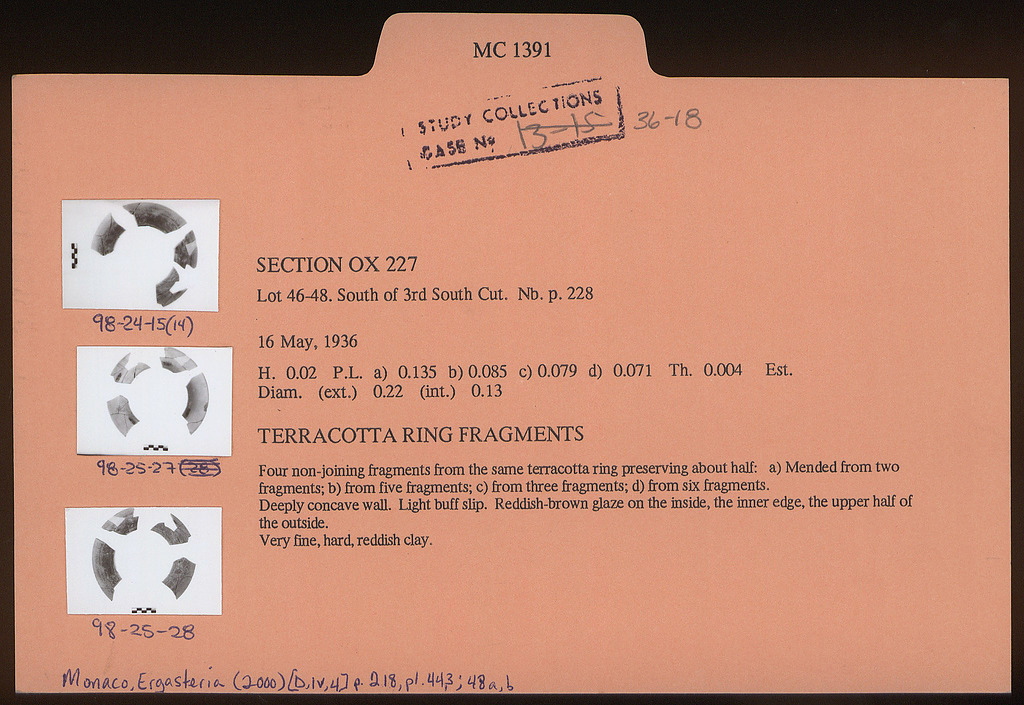 MC 1391
STUDY COLLECTIONS
CASE No 13-15 36-18
98-24-15(14)
98-25-27 (28)
98-25-28
SECTION OX 227
Lot 46-48. South of 3rd South Cut. Nb. p. 228
16 May, 1936
H. 0.02 P.L. a) 0.135 b) 0.085 c) 0.079 d) 0.071 Th. 0.004 Est.
Diam. (ext.) 0.22 (int.) 0.13
TERRACOTTA RING FRAGMENTS
Four non-joining fragments from the same terracotta ring preserving about half: a) Mended from two
fragments; b) from five fragments; c) from three fragments; d) from six fragments.
Deeply concave wall. Light buff slip. Reddish-brown glaze on the inside, the inner edge, the upper half of
the outside.
Very fine, hard, reddish clay.
Monaco, Ergasteria (2000) [D,IV,4] p. 218, pl. 44,3; 48a,b